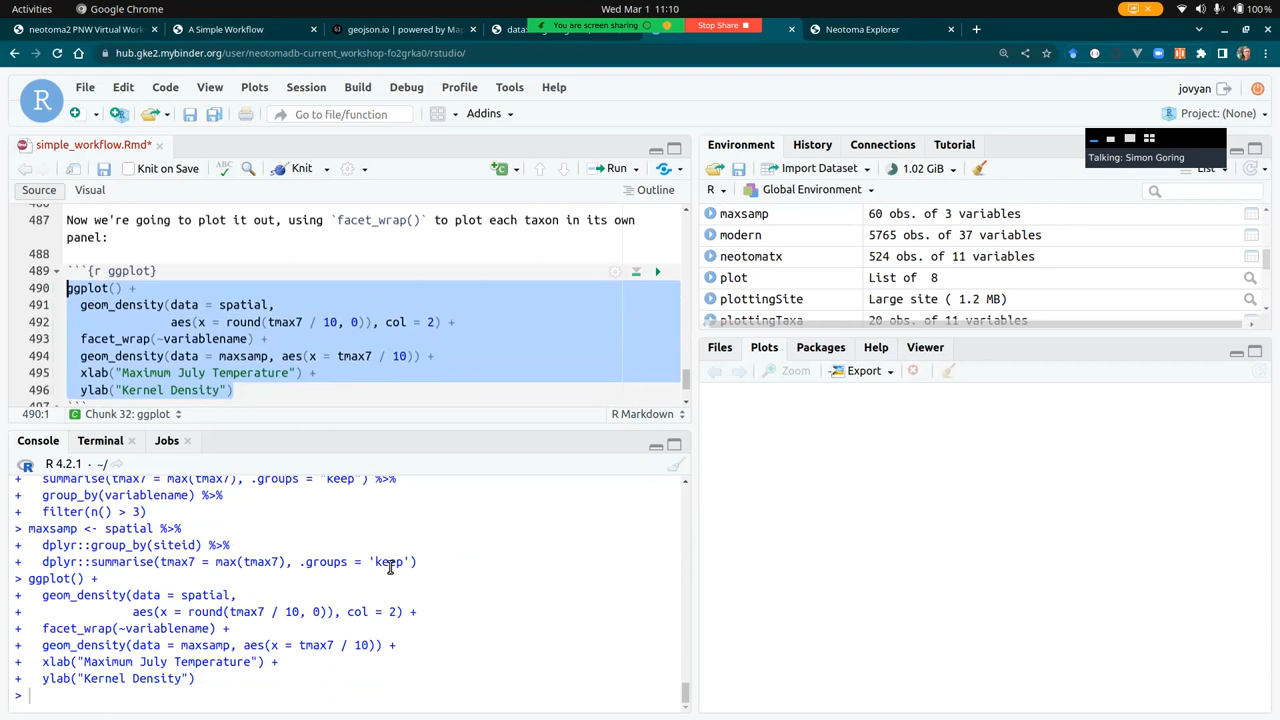 Activities
Google Chrome
Wed Mar 1 11:10
100 %
neotoma2 PNW Virtual Work
A Simple Workflow
geojson.io | powered by Map
data:
You are screen sharing
Stop Share
Neotoma Explorer
hub.gke2.mybinder.org/user/neotomadb-current_workshop-fo2grka0/rstudio/
File Edit Code View Plots Session Build Debug Profile Tools Help
jovyan
Go to file/function
Addins
Project: (None)
Talking: Simon Goring
simple_workflow.Rmd*
Knit on Save
Knit
Run
Source
Visual
Outline
486
487 Now we're going to plot it out, using `facet_wrap()` to plot each taxon in its own
panel:
488
489 ```{r ggplot}
490 ggplot() +
491 geom_density(data = spatial,
492 aes(x = round(tmax7 / 10, 0)), col = 2) +
493 facet_wrap(~variablename) +
494 geom_density(data = maxsamp, aes(x = tmax7 / 10)) +
495 xlab("Maximum July Temperature") +
496 ylab("Kernel Density")
497 ```
490:1
Chunk 32: ggplot
R Markdown
Console
Terminal
Jobs
R 4.2.1 · ~/
+ summarise(tmax7 = max(tmax7), .groups = "keep") %>%
+ group_by(variablename) %>%
+ filter(n() > 3)
> maxsamp <- spatial %>%
+ dplyr::group_by(siteid) %>%
+ dplyr::summarise(tmax7 = max(tmax7), .groups = 'keep')
> ggplot() +
+ geom_density(data = spatial,
+ aes(x = round(tmax7 / 10, 0)), col = 2) +
+ facet_wrap(~variablename) +
+ geom_density(data = maxsamp, aes(x = tmax7 / 10)) +
+ xlab("Maximum July Temperature") +
+ ylab("Kernel Density")
>
Environment
History
Connections
Tutorial
Import Dataset
1.02 GiB
List
R
Global Environment
maxsamp 60 obs. of 3 variables
modern 5765 obs. of 37 variables
neotomatx 524 obs. of 11 variables
plot List of 8
plottingSite Large site ( 1.2 MB)
plottingTaxa 20 obs. of 11 variables
Files
Plots
Packages
Help
Viewer
Zoom
Export